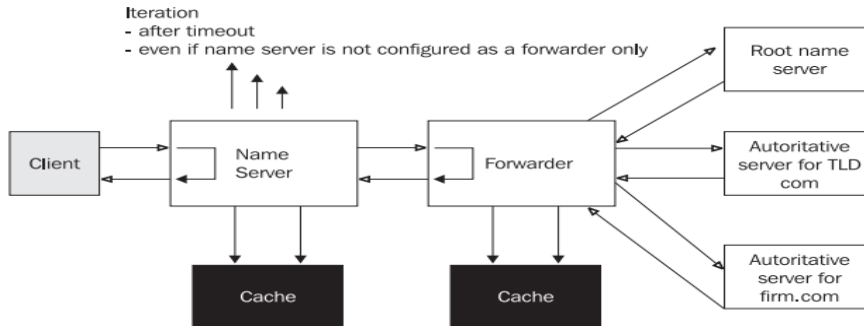 Iteration
- after timeout
- even if name server is not configured as a forwarder only
Root name
server
Client
Name
Server
Forwarder
Autoritative
server for TLD
com
Cache
Cache
Autoritative
server for
firm.com